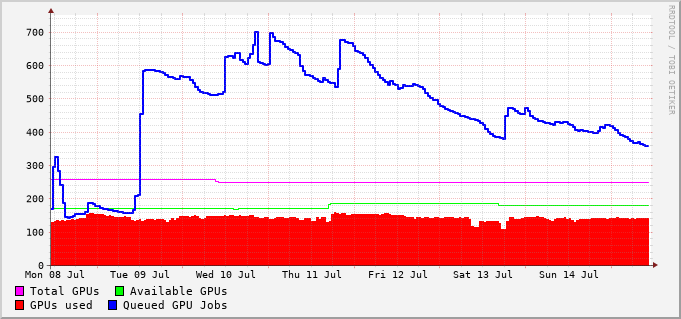 700
600
500
400
300
200
100
0
Mon 08 Jul Tue 09 Jul Wed 10 Jul Thu 11 Jul Fri 12 Jul Sat 13 Jul Sun 14 Jul
Total GPUs Available GPUs
GPUs used Queued GPU Jobs
RRDTOOL / TOBI OETIKER